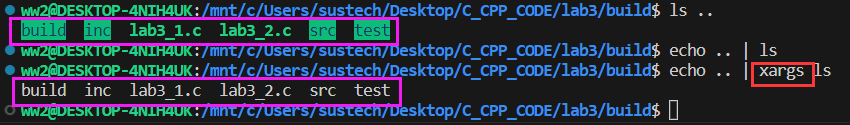 ww2@DESKTOP-4NIH4UK:/mnt/c/Users/sustech/Desktop/C_CPP_CODE/lab3/build$ ls ..
build inc lab3_1.c lab3_2.c src test
ww2@DESKTOP-4NIH4UK:/mnt/c/Users/sustech/Desktop/C_CPP_CODE/lab3/build$ echo .. | ls
ww2@DESKTOP-4NIH4UK:/mnt/c/Users/sustech/Desktop/C_CPP_CODE/lab3/build$ echo .. | xargs ls
build inc lab3_1.c lab3_2.c src test
ww2@DESKTOP-4NIH4UK:/mnt/c/Users/sustech/Desktop/C_CPP_CODE/lab3/build$